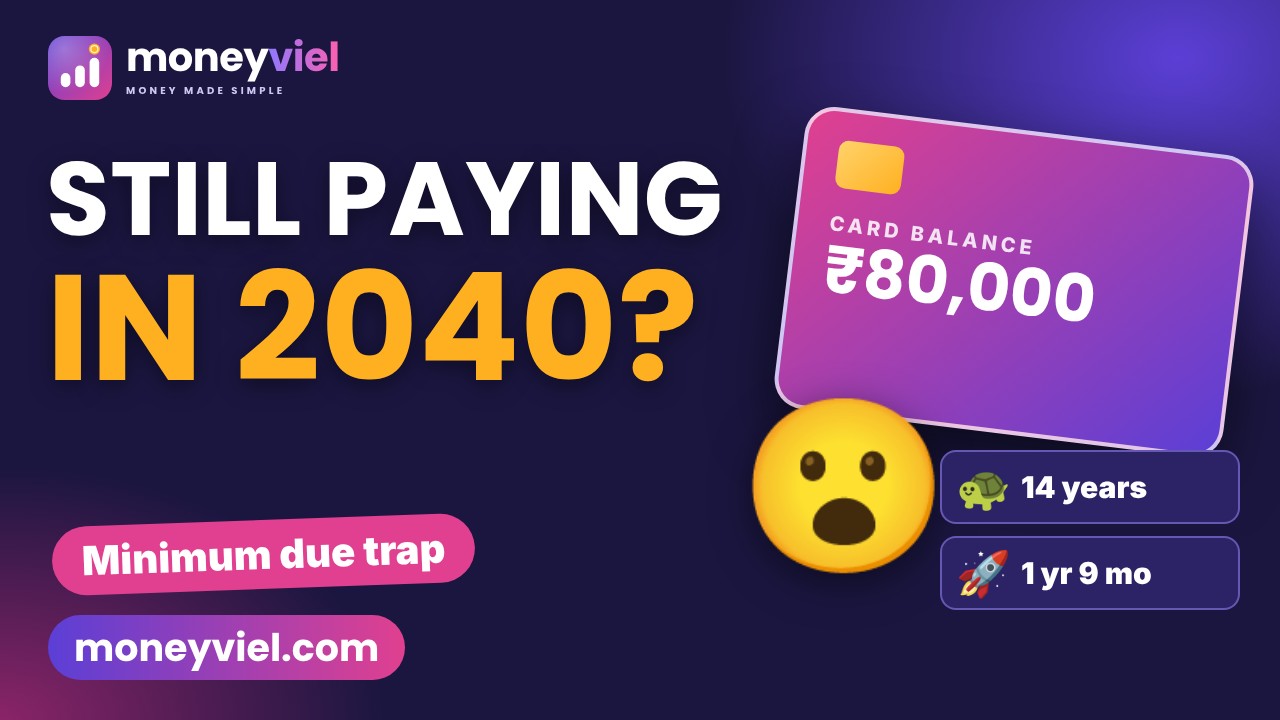 moneyviel
MONEY MADE SIMPLE
STILL PAYING
IN 2040?
CARD BALANCE
₹80,000
14 years
1 yr 9 mo
Minimum due trap
moneyviel.com